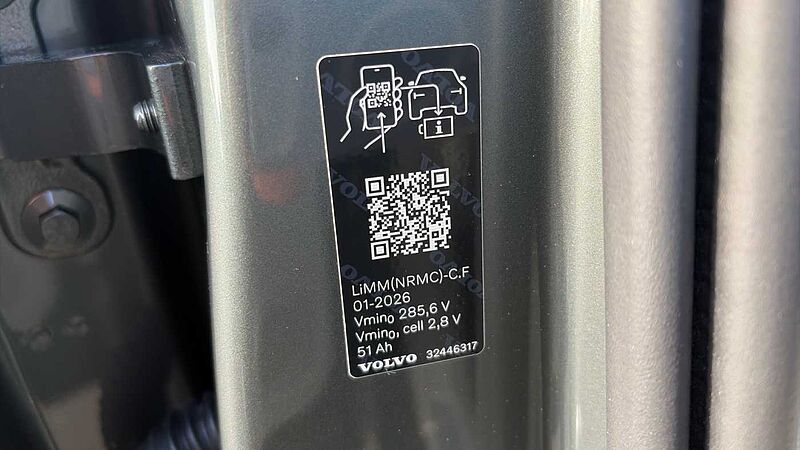 LiMM(NRMC)-C.F
01-2026
Vmin₀ 285,6 V
Vmin₀, cell 2,8 V
51 Ah
VOLVO 32446317